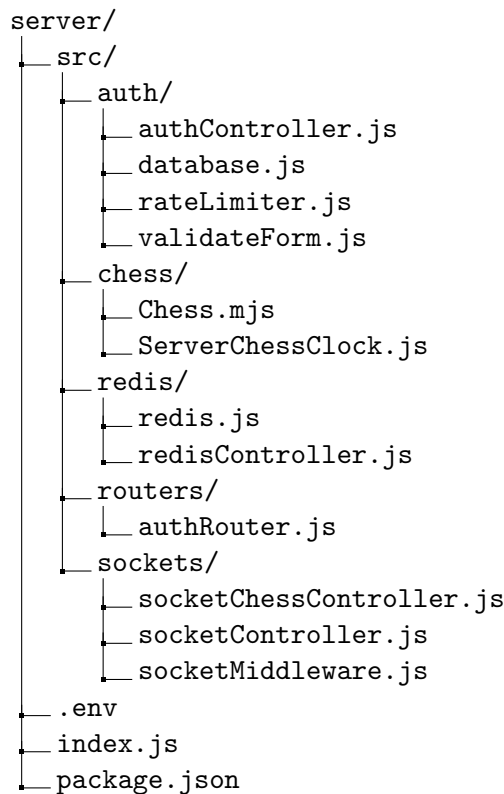 server/
src/
auth/
authController.js
database.js
rateLimiter.js
validateForm.js
chess/
Chess.mjs
ServerChessClock.js
redis/
redis.js
redisController.js
routers/
authRouter.js
sockets/
socketChessController.js
socketController.js
socketMiddleware.js
.env
index.js
package.json